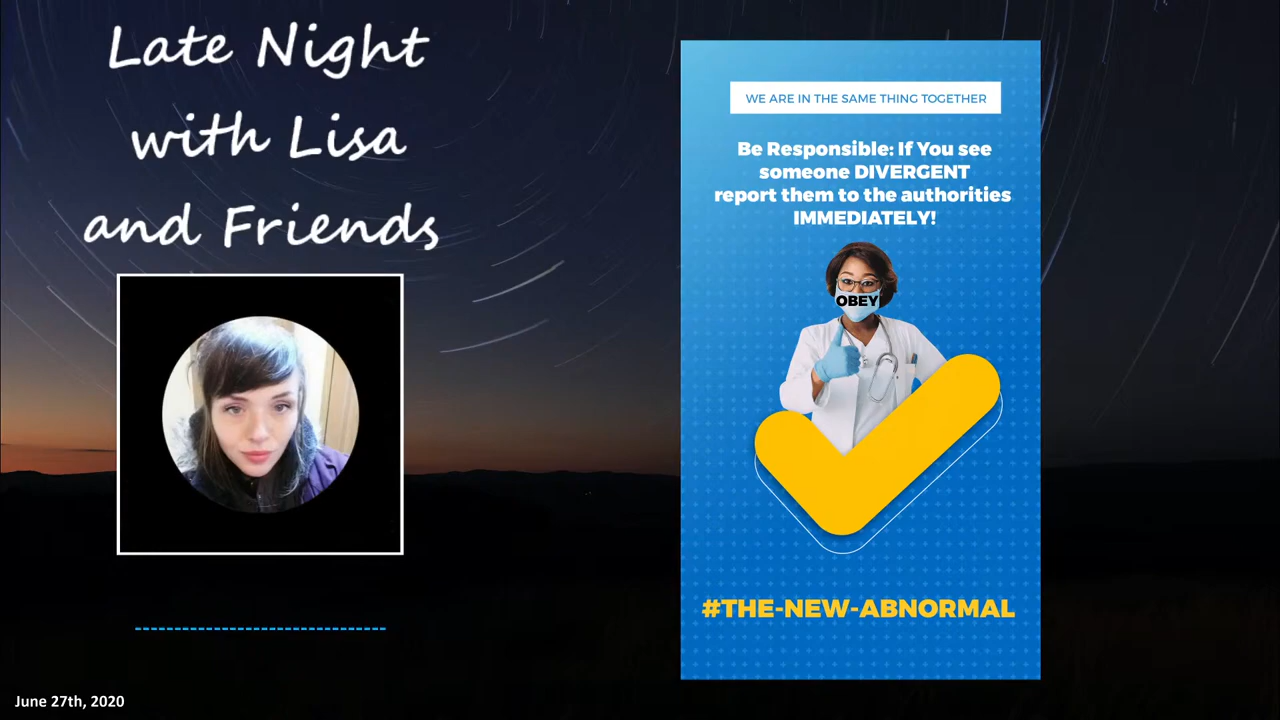 Late Night
with Lisa
and Friends
WE ARE IN THE SAME THING TOGETHER
Be Responsible: If You see
someone DIVERGENT
report them to the authorities
IMMEDIATELY!
OBEY
#THE-NEW-ABNORMAL
June 27th, 2020